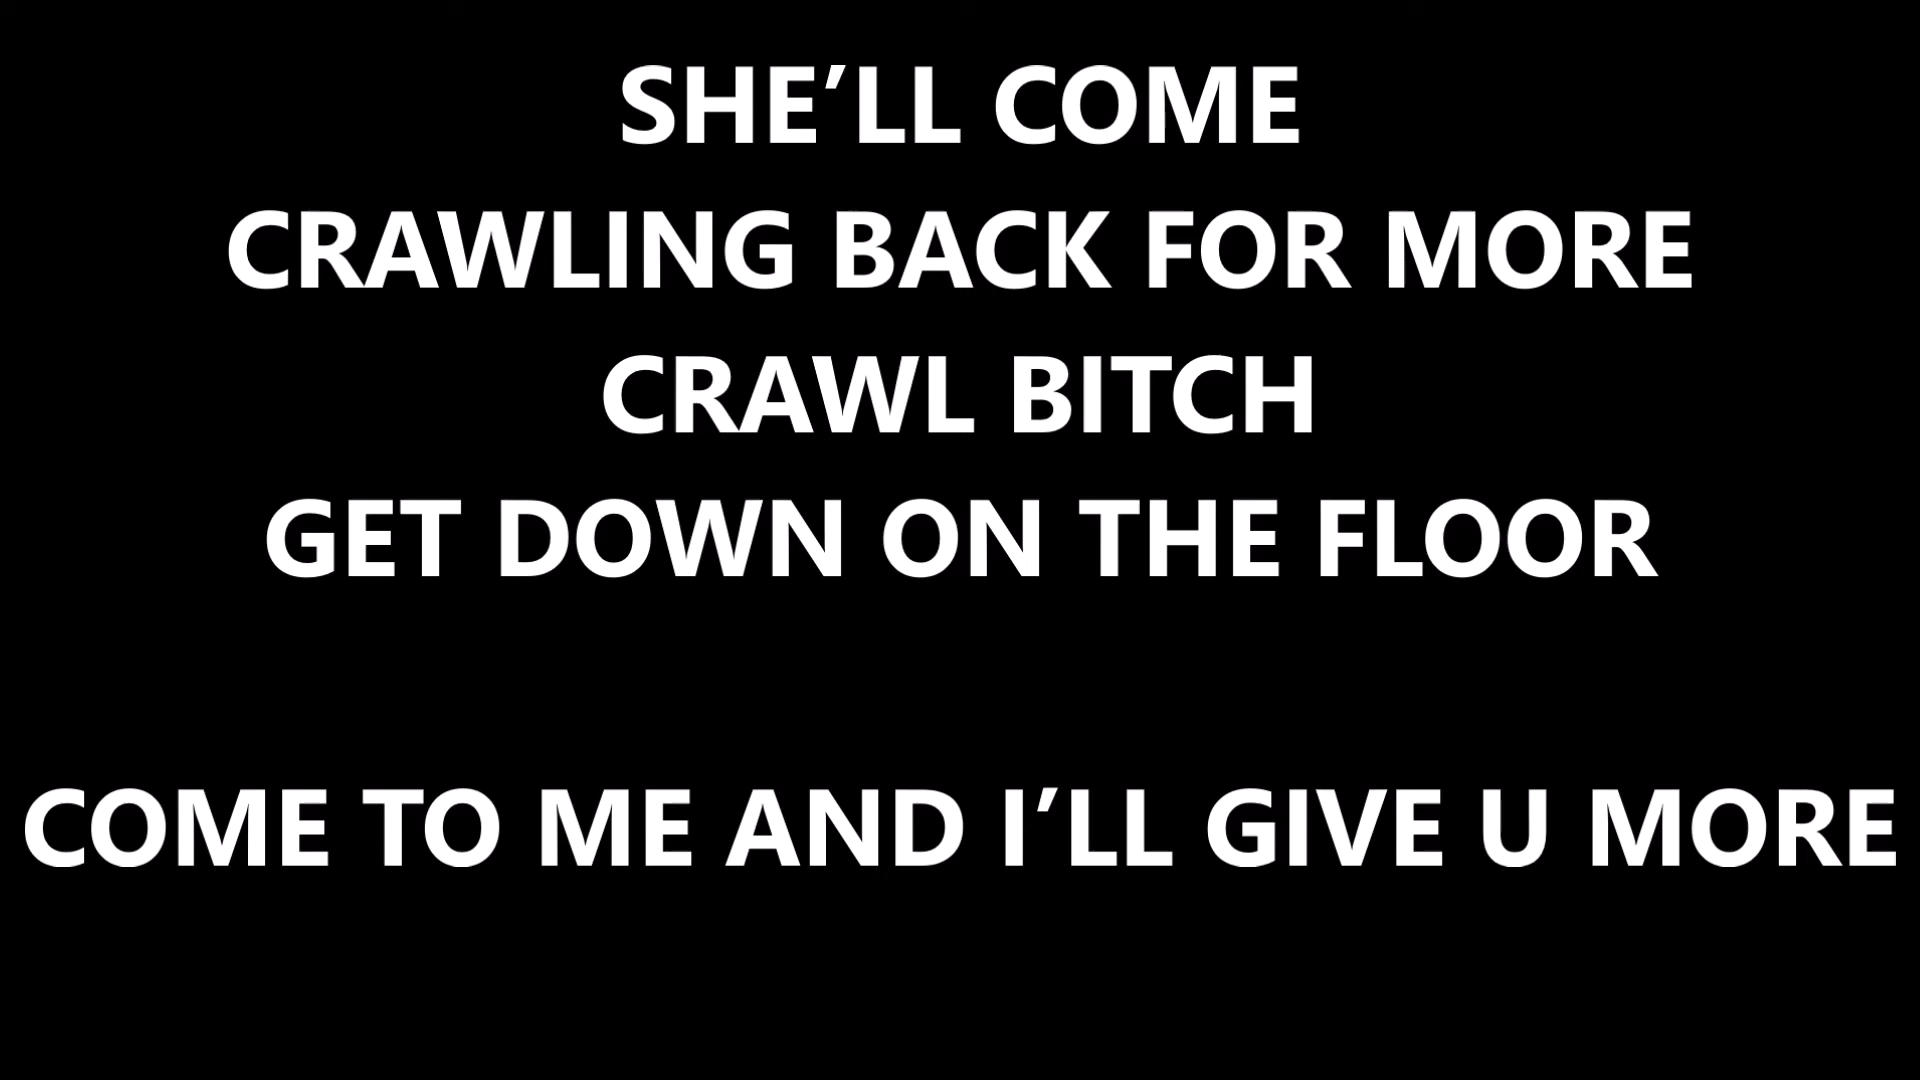 SHE’LL COME
CRAWLING BACK FOR MORE
CRAWL BITCH
GET DOWN ON THE FLOOR
COME TO ME AND I’LL GIVE U MORE